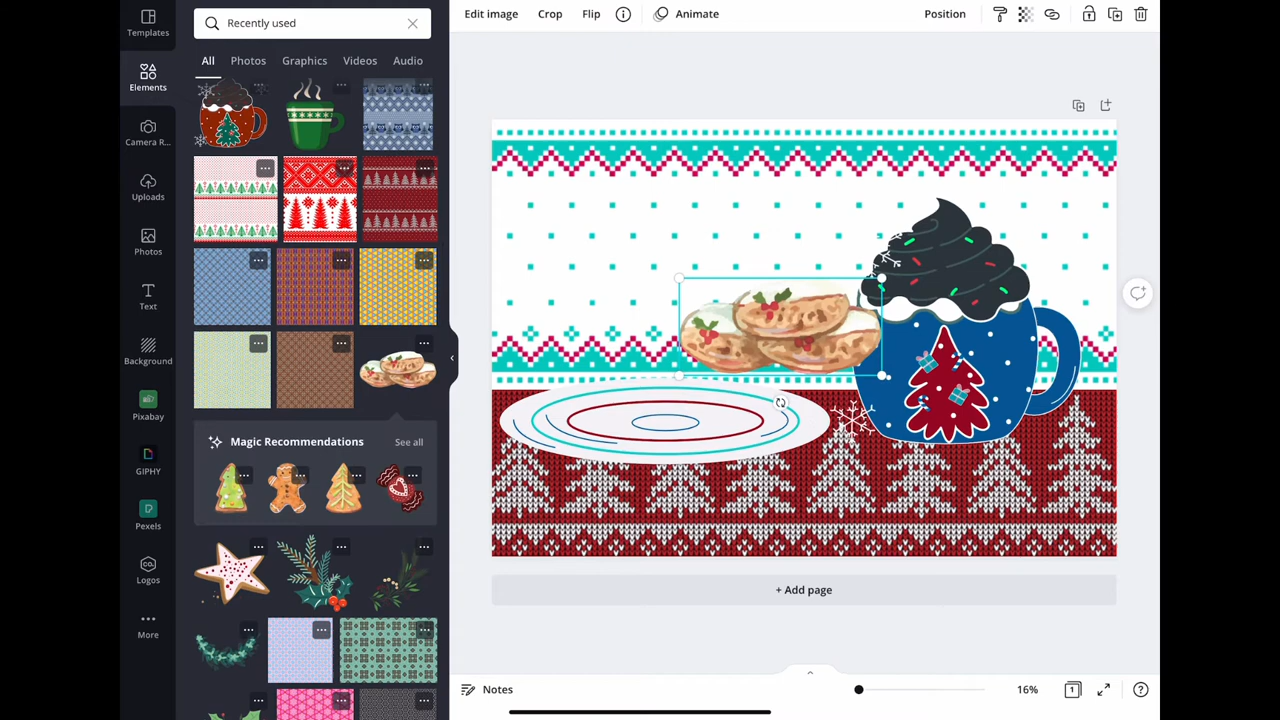 Templates
Elements
Camera R...
Uploads
Photos
Text
Background
Pixabay
GIPHY
Pexels
Logos
More
Recently used
All Photos Graphics Videos Audio
Magic Recommendations See all
Edit image Crop Flip Animate Position
+ Add page
Notes 16% 1